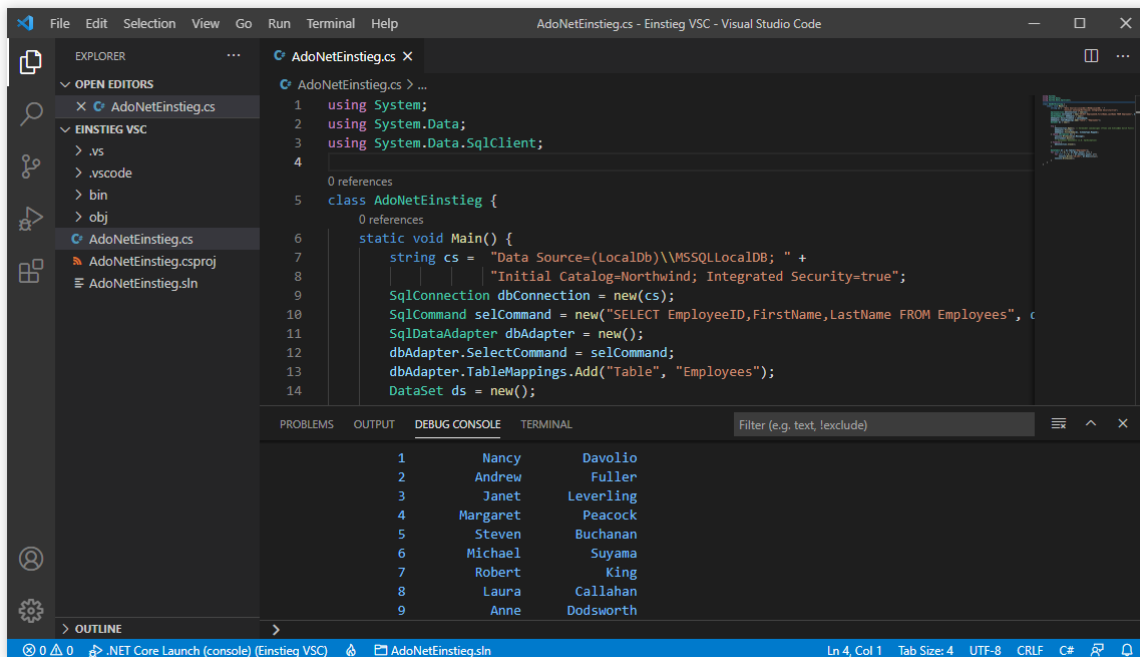 File Edit Selection View Go Run Terminal Help AdoNetEinstieg.cs - Einstieg VSC - Visual Studio Code
EXPLORER
OPEN EDITORS
AdoNetEinstieg.cs
EINSTIEG VSC
.vs
.vscode
bin
obj
AdoNetEinstieg.cs
AdoNetEinstieg.csproj
AdoNetEinstieg.sln
OUTLINE
AdoNetEinstieg.cs
AdoNetEinstieg.cs > ...
1 using System;
2 using System.Data;
3 using System.Data.SqlClient;
4
0 references
5 class AdoNetEinstieg {
0 references
6 static void Main() {
7 string cs =  "Data Source=(LocalDb)\\MSSQLLocalDB; " +
8 "Initial Catalog=Northwind; Integrated Security=true";
9 SqlConnection dbConnection = new(cs);
10 SqlCommand selCommand = new("SELECT EmployeeID,FirstName,LastName FROM Employees",
11 SqlDataAdapter dbAdapter = new();
12 dbAdapter.SelectCommand = selCommand;
13 dbAdapter.TableMappings.Add("Table", "Employees");
14 DataSet ds = new();
PROBLEMS OUTPUT DEBUG CONSOLE TERMINAL Filter (e.g. text, !exclude)
1 Nancy Davolio
2 Andrew Fuller
3 Janet Leverling
4 Margaret Peacock
5 Steven Buchanan
6 Michael Suyama
7 Robert King
8 Laura Callahan
9 Anne Dodsworth
>
0 0 .NET Core Launch (console) (Einstieg VSC) AdoNetEinstieg.sln Ln 4, Col 1 Tab Size: 4 UTF-8 CRLF C#